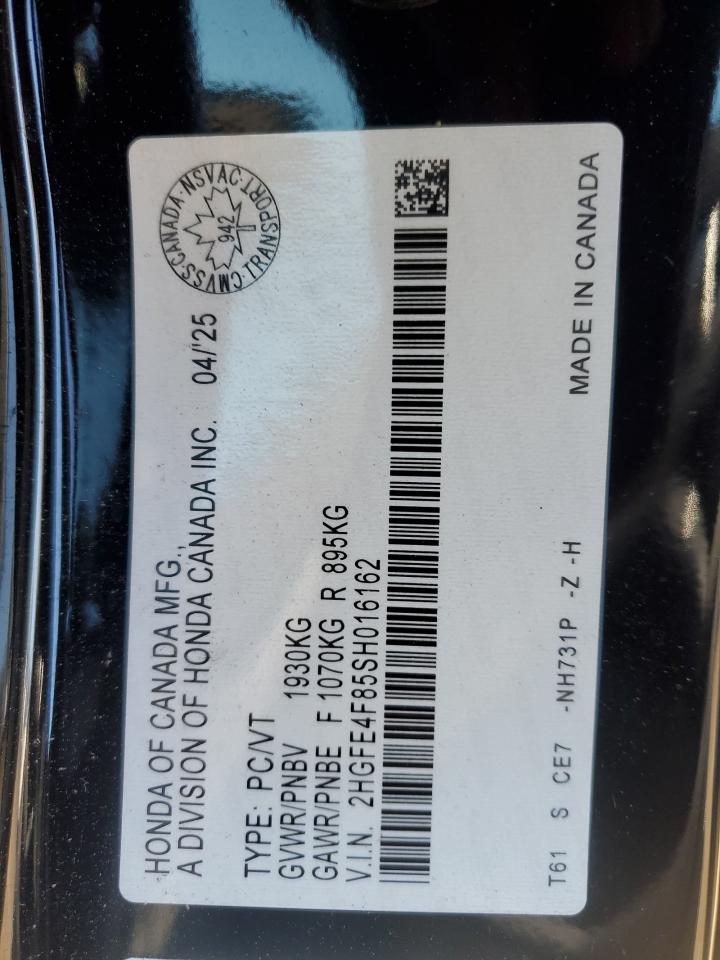 HONDA OF CANADA MFG.,
A DIVISION OF HONDA CANADA INC. 04/'25
CMVSS·CANADA·NSVAC·TRANSPORT·
942
TYPE: PC/VT
GVWR/PNBV 1930KG
GAWR/PNBE F 1070KG R 895KG
V.I.N. 2HGFE4F85SH016162
T61 S CE7 -NH731P -Z -H
MADE IN CANADA